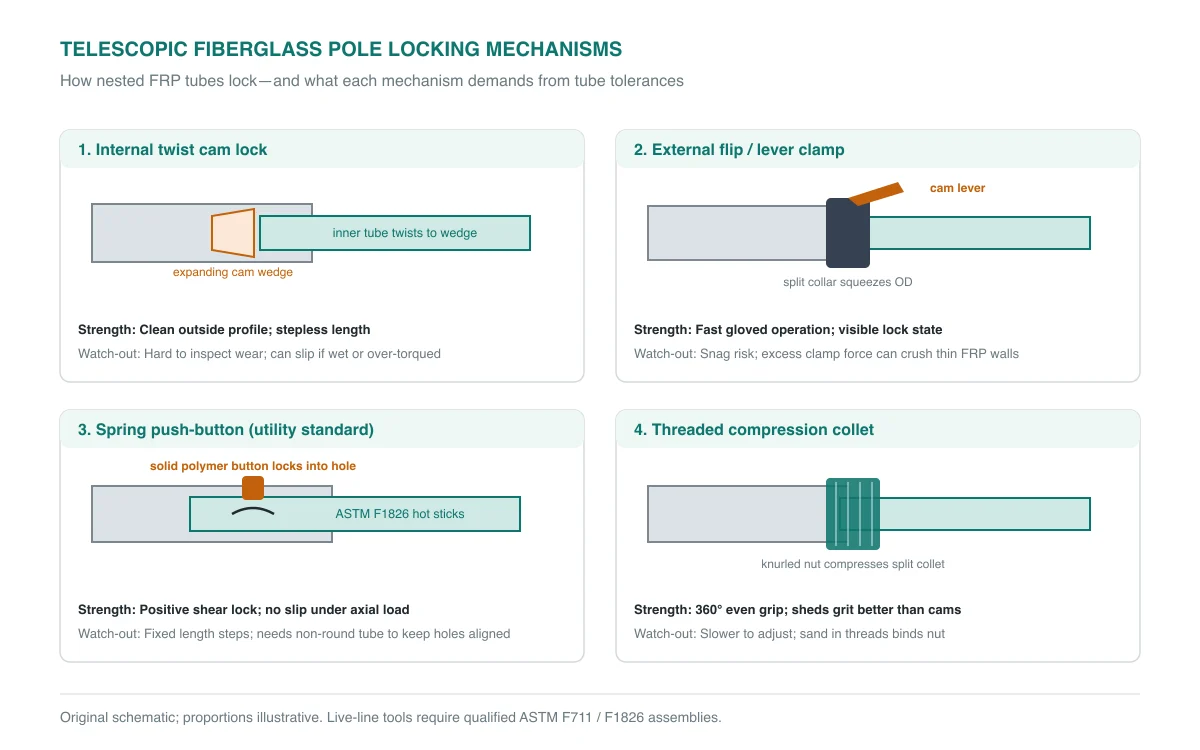 TELESCOPIC FIBERGLASS POLE LOCKING MECHANISMS
How nested FRP tubes lock—and what each mechanism demands from tube tolerances
1. Internal twist cam lock
inner tube twists to wedge
expanding cam wedge
Strength: Clean outside profile; stepless length
Watch-out: Hard to inspect wear; can slip if wet or over-torqued
2. External flip / lever clamp
cam lever
split collar squeezes OD
Strength: Fast gloved operation; visible lock state
Watch-out: Snag risk; excess clamp force can crush thin FRP walls
3. Spring push-button (utility standard)
solid polymer button locks into hole
ASTM F1826 hot sticks
Strength: Positive shear lock; no slip under axial load
Watch-out: Fixed length steps; needs non-round tube to keep holes aligned
4. Threaded compression collet
knurled nut compresses split collet
Strength: 360° even grip; sheds grit better than cams
Watch-out: Slower to adjust; sand in threads binds nut
Original schematic; proportions illustrative. Live-line tools require qualified ASTM F711 / F1826 assemblies.